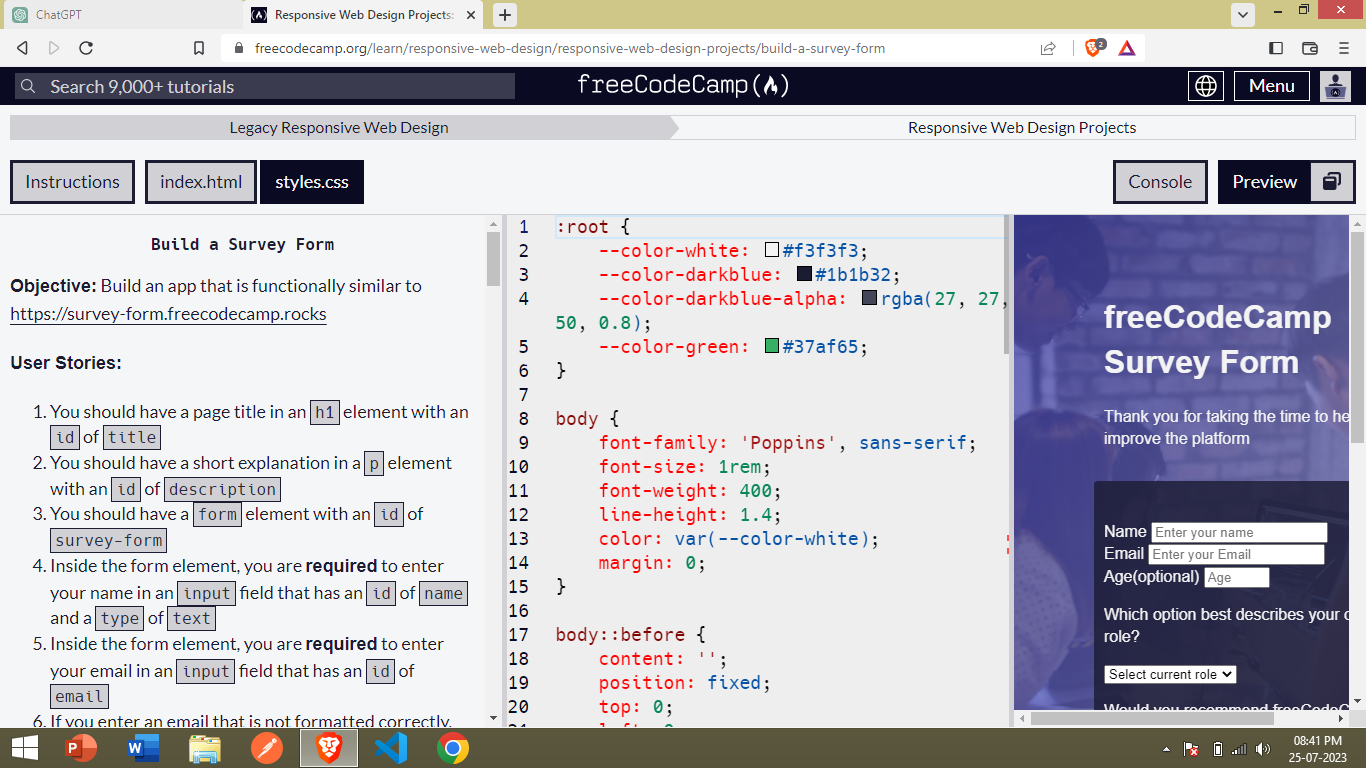 ChatGPT
Responsive Web Design Projects:
freecodecamp.org/learn/responsive-web-design/responsive-web-design-projects/build-a-survey-form
2
Search 9,000+ tutorials
freeCodeCamp
Menu
Legacy Responsive Web Design
Responsive Web Design Projects
Instructions
index.html
styles.css
Console
Preview
Build a Survey Form
Objective: Build an app that is functionally similar to
https://survey-form.freecodecamp.rocks
User Stories:
1. You should have a page title in an h1 element with an
id of title
2. You should have a short explanation in a p element
with an id of description
3. You should have a form element with an id of
survey-form
4. Inside the form element, you are required to enter
your name in an input field that has an id of name
and a type of text
5. Inside the form element, you are required to enter
your email in an input field that has an id of
email
6. If you enter an email that is not formatted correctly,
1 :root {
2 --color-white: #f3f3f3;
3 --color-darkblue: #1b1b32;
4 --color-darkblue-alpha: rgba(27, 27,
50, 0.8);
5 --color-green: #37af65;
6 }
7
8 body {
9 font-family: 'Poppins', sans-serif;
10 font-size: 1rem;
11 font-weight: 400;
12 line-height: 1.4;
13 color: var(--color-white);
14 margin: 0;
15 }
16
17 body::before {
18 content: '';
19 position: fixed;
20 top: 0;
freeCodeCamp
Survey Form
Thank you for taking the time to he
improve the platform
Name Enter your name
Email Enter your Email
Age(optional) Age
Which option best describes your c
role?
Select current role
Would you recommend freeCodeC
08:41 PM
25-07-2023